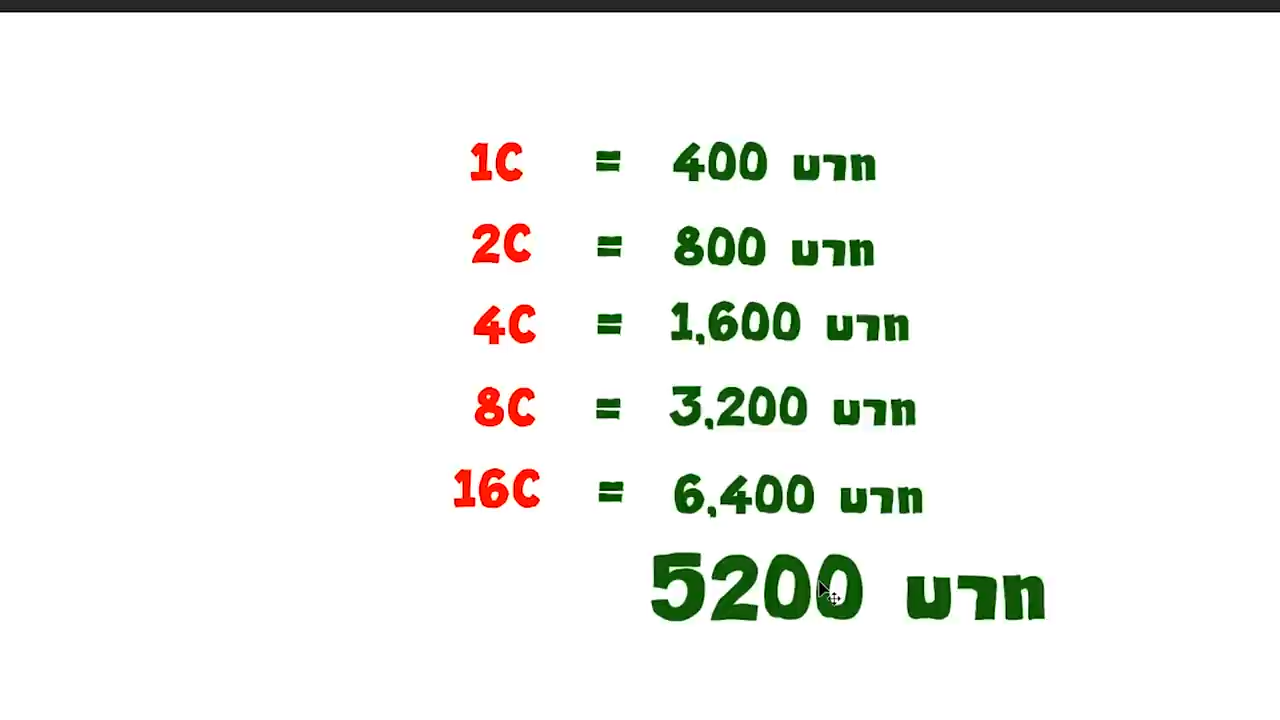 1C = 400 บาท
2C = 800 บาท
4C = 1,600 บาท
8C = 3,200 บาท
16C = 6,400 บาท
5200 บาท